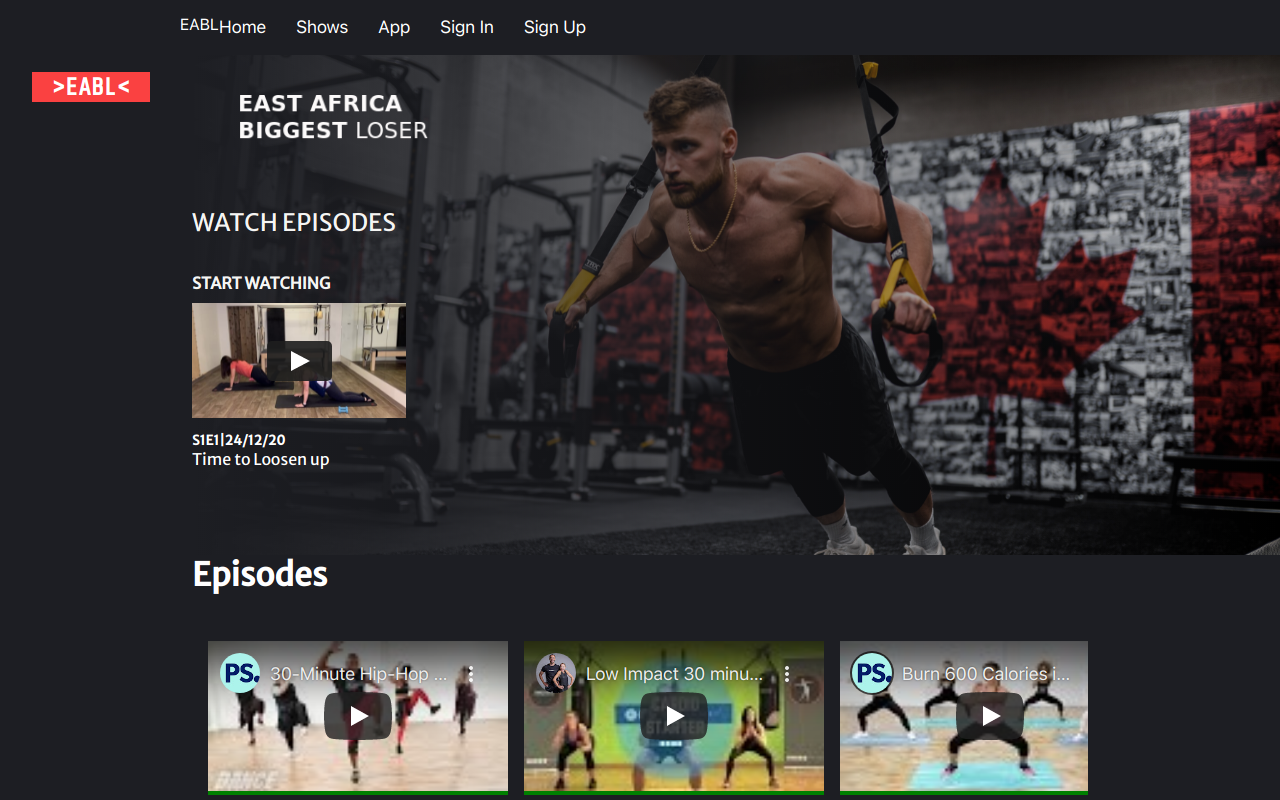 EABL Home Shows App Sign In Sign Up
>EABL<
EAST AFRICA
BIGGEST LOSER
WATCH EPISODES
START WATCHING
S1E1|24/12/20
Time to Loosen up
Episodes
PS. 30-Minute Hip-Hop ...
Low Impact 30 minu...
PS. Burn 600 Calories i...
STARTER
DANCE